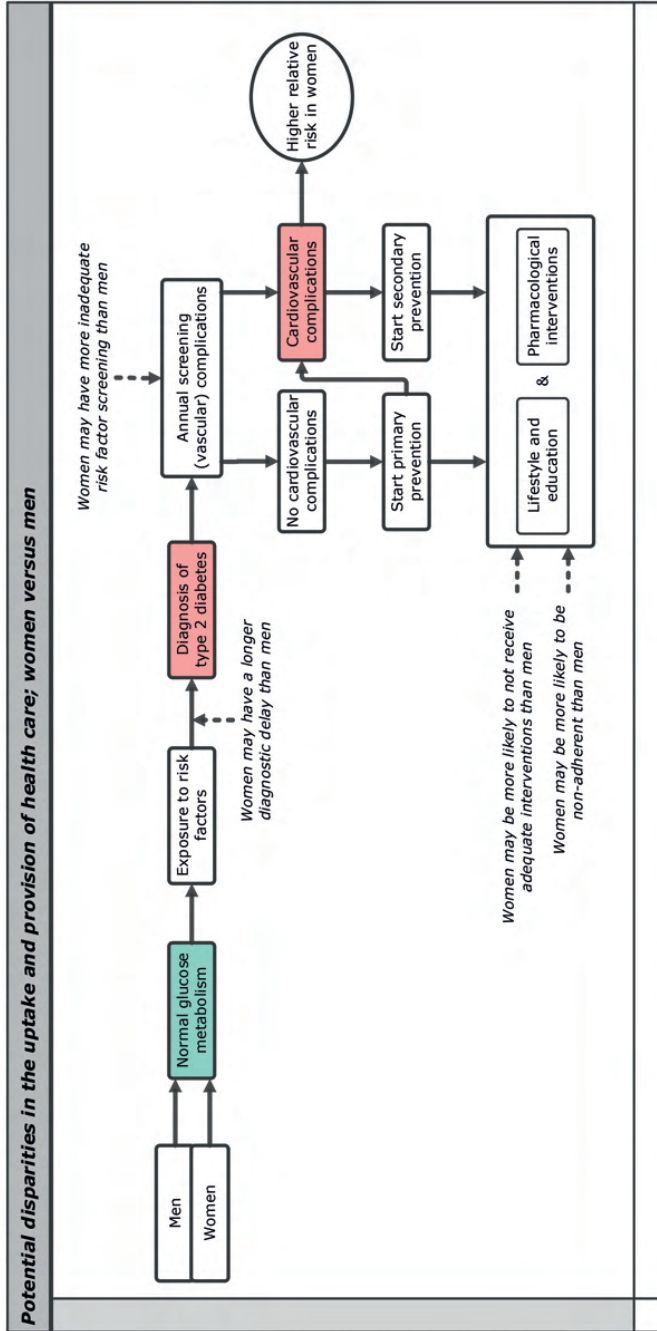 Potential disparities in the uptake and provision of health care; women versus men
Men
Women
Normal glucose
metabolism
Exposure to risk
factors
Women may have a longer
diagnostic delay than men
Diagnosis of
type 2 diabetes
Women may have more inadequate
risk factor screening than men
Annual screening
(vascular) complications
No cardiovascular
complications
Cardiovascular
complications
Higher relative
risk in women
Start primary
prevention
Start secondary
prevention
Lifestyle and
education
&
Pharmacological
interventions
Women may be more likely to not receive
adequate interventions than men
Women may be more likely to be
non-adherent than men